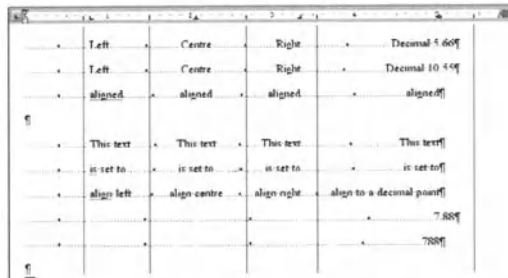 Left Centre Right Decimal 5.66¶
Left Centre Right Decimal 10.55¶
aligned aligned aligned aligned¶
¶
This text This text This text This text¶
is set to is set to is set to is set to¶
align left align centre align right align to a decimal point¶
7.88¶
788¶
¶